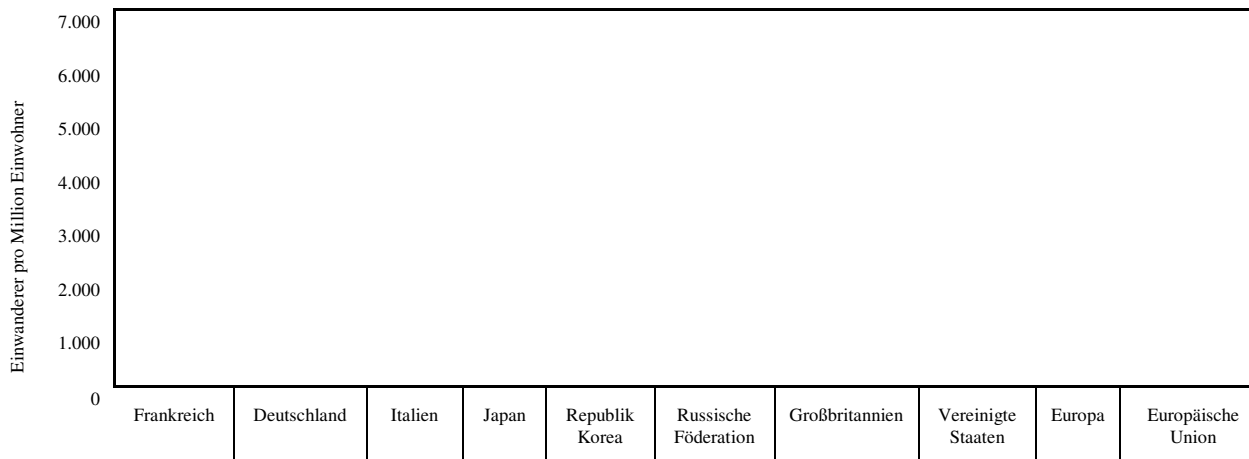 Einwanderer pro Million Einwohner
7.000
6.000
5.000
4.000
3.000
2.000
1.000
0
Frankreich
Deutschland
Italien
Japan
Republik
Korea
Russische
Föderation
Großbritannien
Vereinigte
Staaten
Europa
Europäische
Union